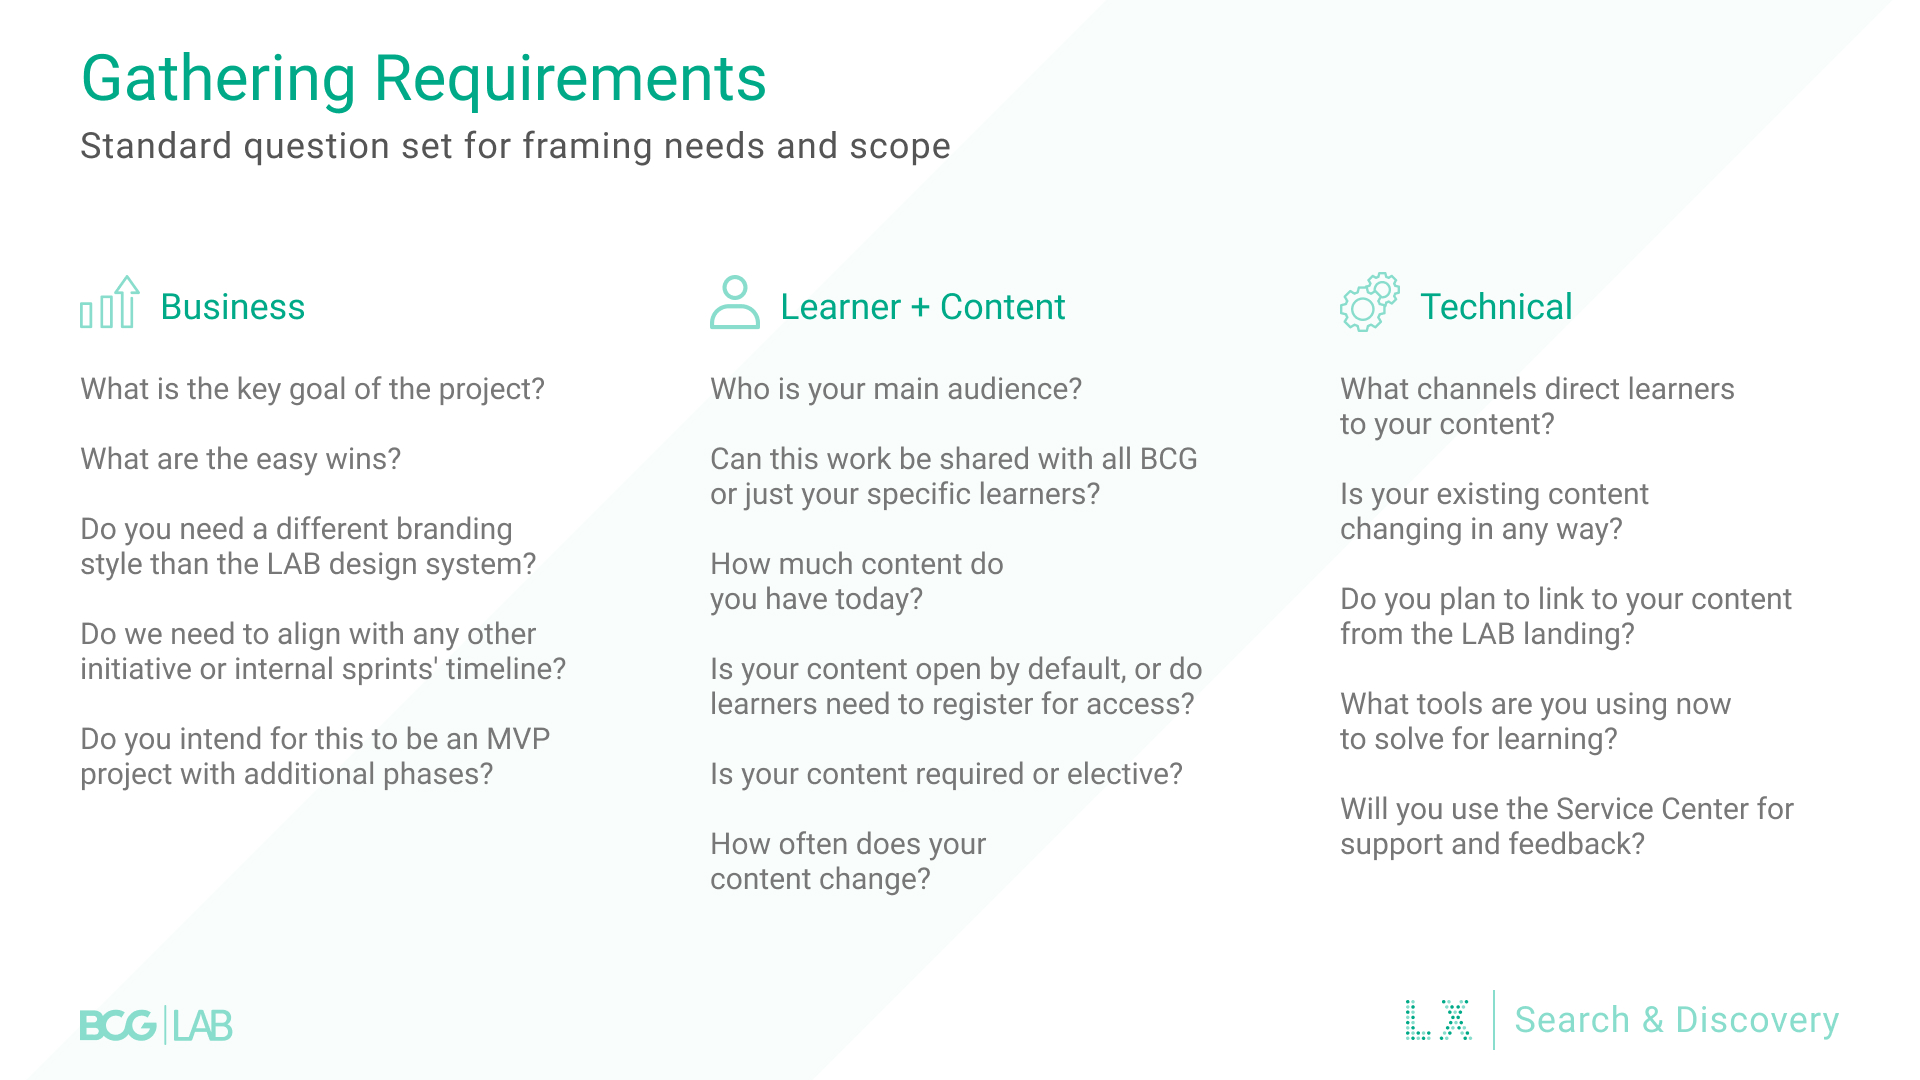 Gathering Requirements
Standard question set for framing needs and scope
Business
What is the key goal of the project?
What are the easy wins?
Do you need a different branding
style than the LAB design system?
Do we need to align with any other
initiative or internal sprints' timeline?
Do you intend for this to be an MVP
project with additional phases?
Learner + Content
Who is your main audience?
Can this work be shared with all BCG
or just your specific learners?
How much content do
you have today?
Is your content open by default, or do
learners need to register for access?
Is your content required or elective?
How often does your
content change?
Technical
What channels direct learners
to your content?
Is your existing content
changing in any way?
Do you plan to link to your content
from the LAB landing?
What tools are you using now
to solve for learning?
Will you use the Service Center for
support and feedback?
BCG LAB
LX Search & Discovery